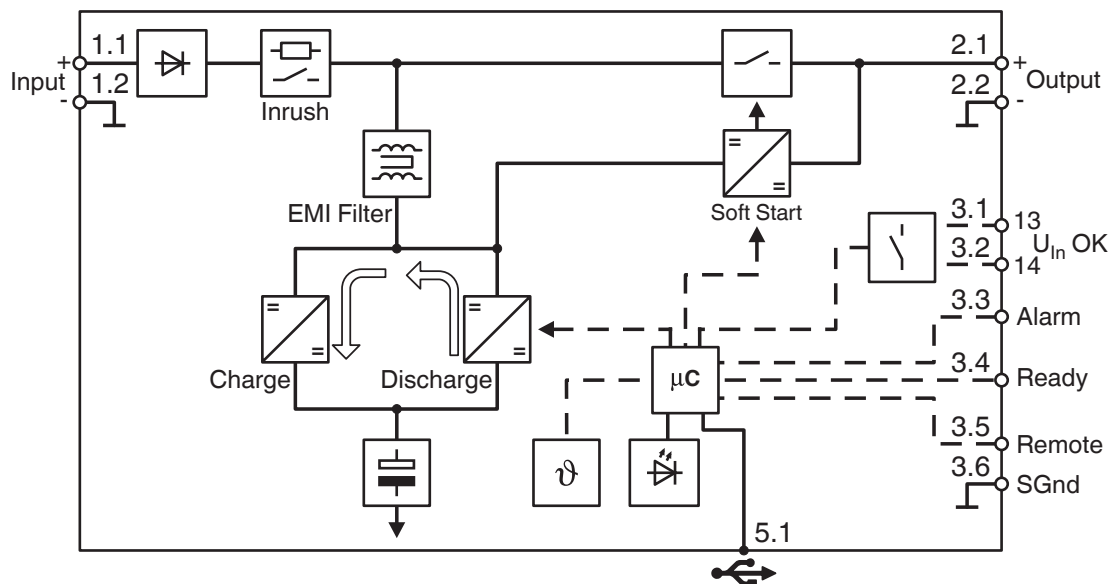 1.1
+
Input
1.2
-
Inrush
2.1
+
2.2
Output
-
EMI Filter
= =
Soft Start
3.1
13
U_In OK
3.2
14
3.3
Alarm
= =
Charge
= =
Discharge
µC
3.4
Ready
3.5
Remote
3.6
SGnd
ϑ
5.1